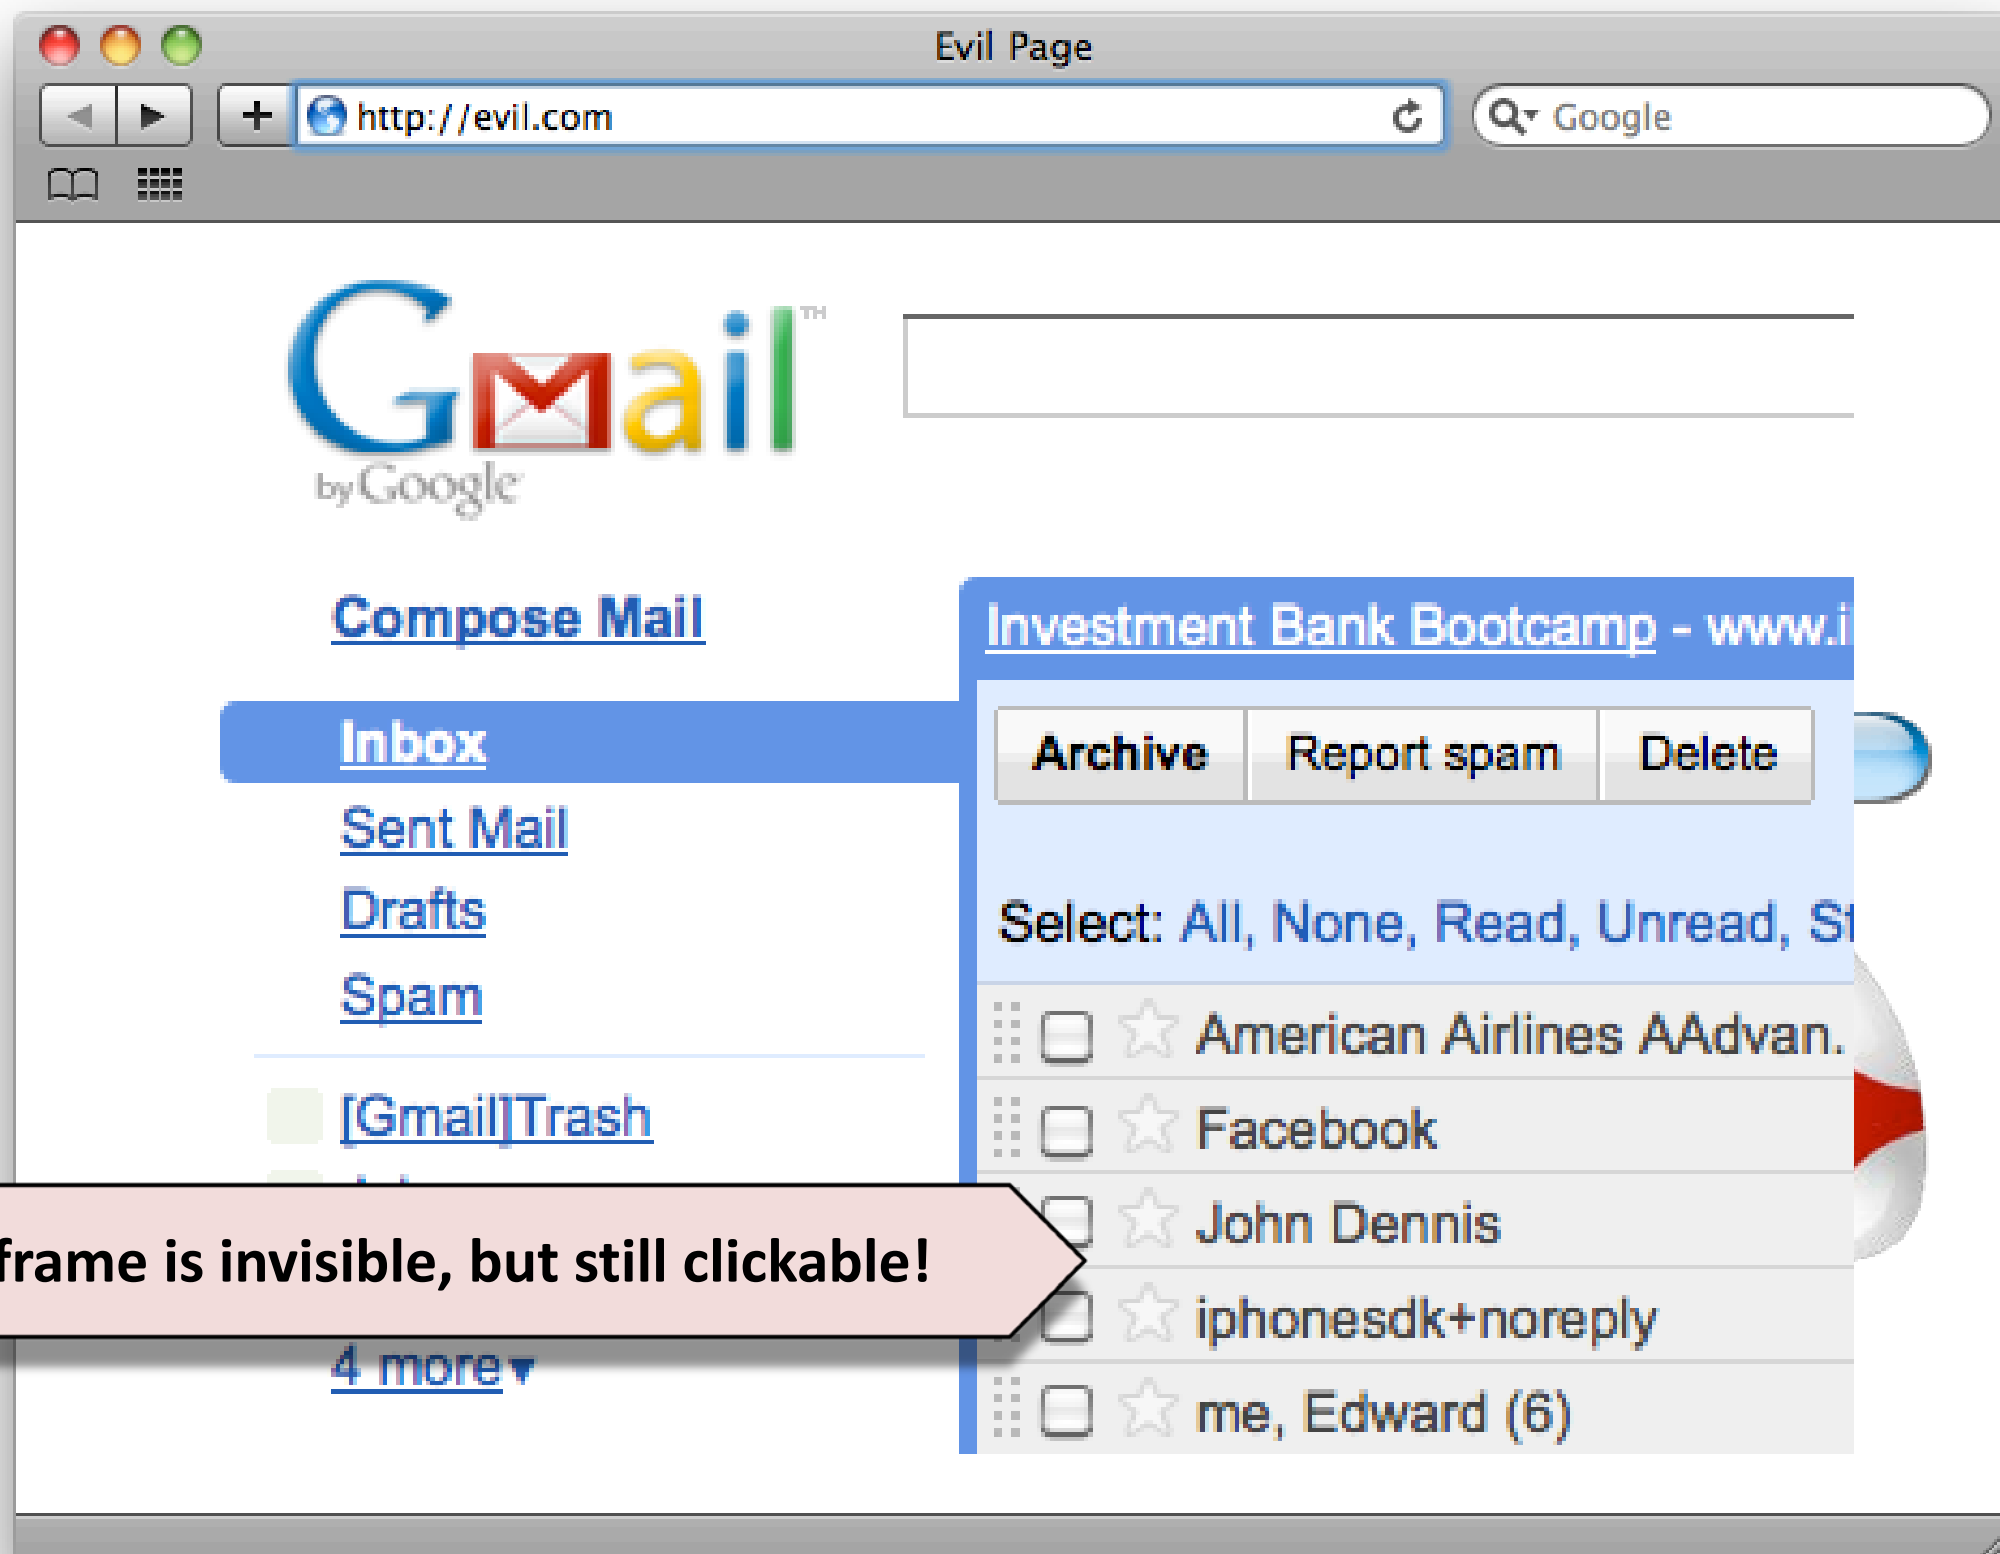 Evil Page
http://evil.com
Google
Gmail™
by Google
Compose Mail
Investment Bank Bootcamp - www.i
Inbox
Archive
Report spam
Delete
Sent Mail
Drafts
Select: All, None, Read, Unread, St
Spam
American Airlines AAdvan.
[Gmail]Trash
Facebook
John Dennis
frame is invisible, but still clickable!
iphonesdk+noreply
4 more▾
me, Edward (6)